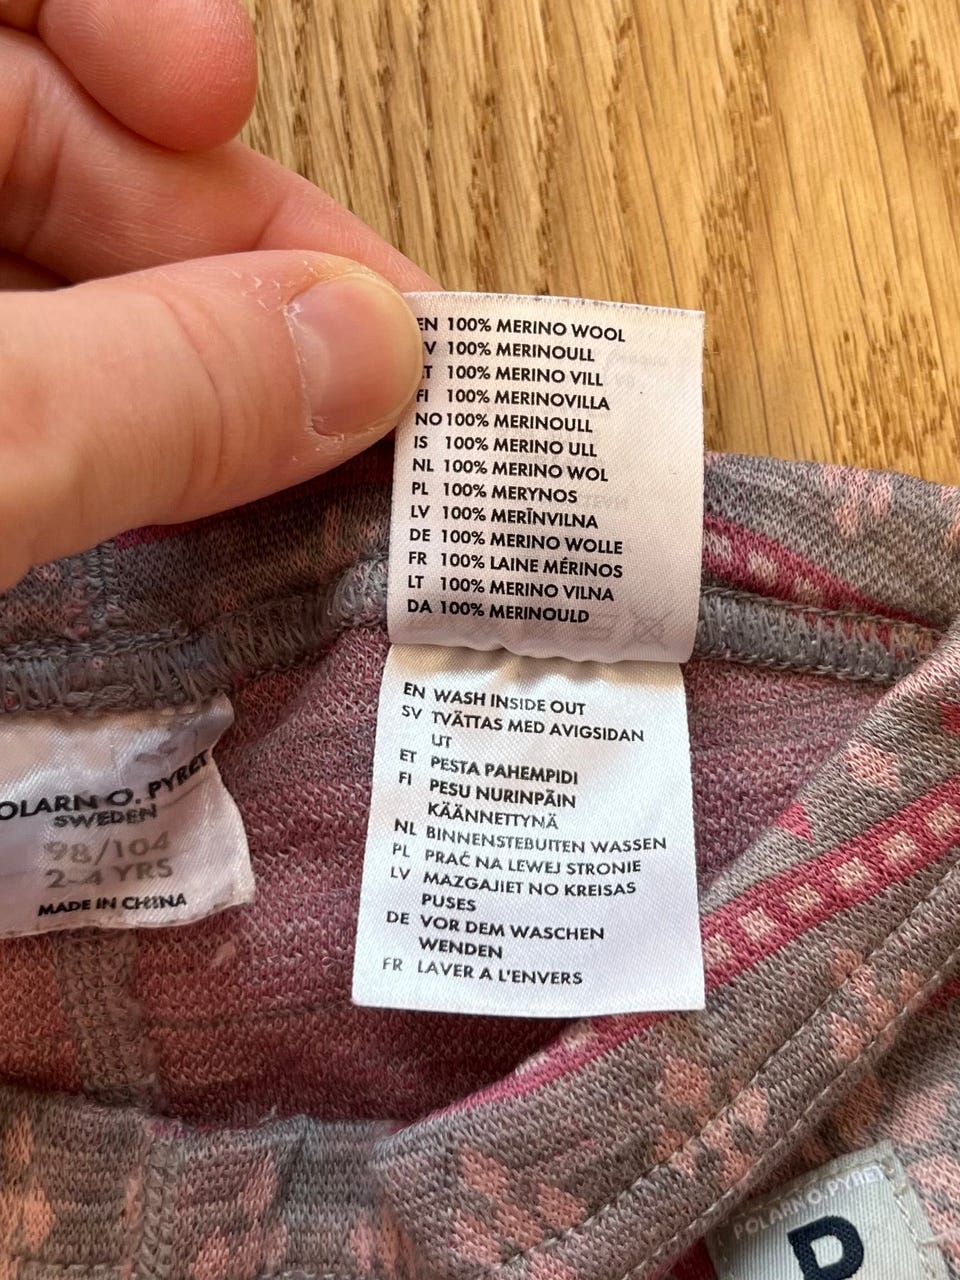 EN 100% MERINO WOOL
V 100% MERINOULL
T 100% MERINO VILL
FI 100% MERINOVILLA
NO 100% MERINOULL
IS 100% MERINO ULL
NL 100% MERINO WOL
PL 100% MERYNOS
LV 100% MERĪNVILNA
DE 100% MERINO WOLLE
FR 100% LAINE MÉRINOS
LT 100% MERINO VILNA
DA 100% MERINOULD
EN WASH INSIDE OUT
SV TVÄTTAS MED AVIGSIDAN
UT
ET PESTA PAHEMPIDI
FI PESU NURINPÄIN
KÄÄNNETTYNÄ
NL BINNENSTEBUITEN WASSEN
PL PRAĆ NA LEWEJ STRONIE
LV MAZGAJIET NO KREISAS
PUSES
DE VOR DEM WASCHEN
WENDEN
FR LAVER A L'ENVERS
OLARN O. PYRET
SWEDEN
98/104
2-4 YRS
MADE IN CHINA
POLARN O. PYRET
P